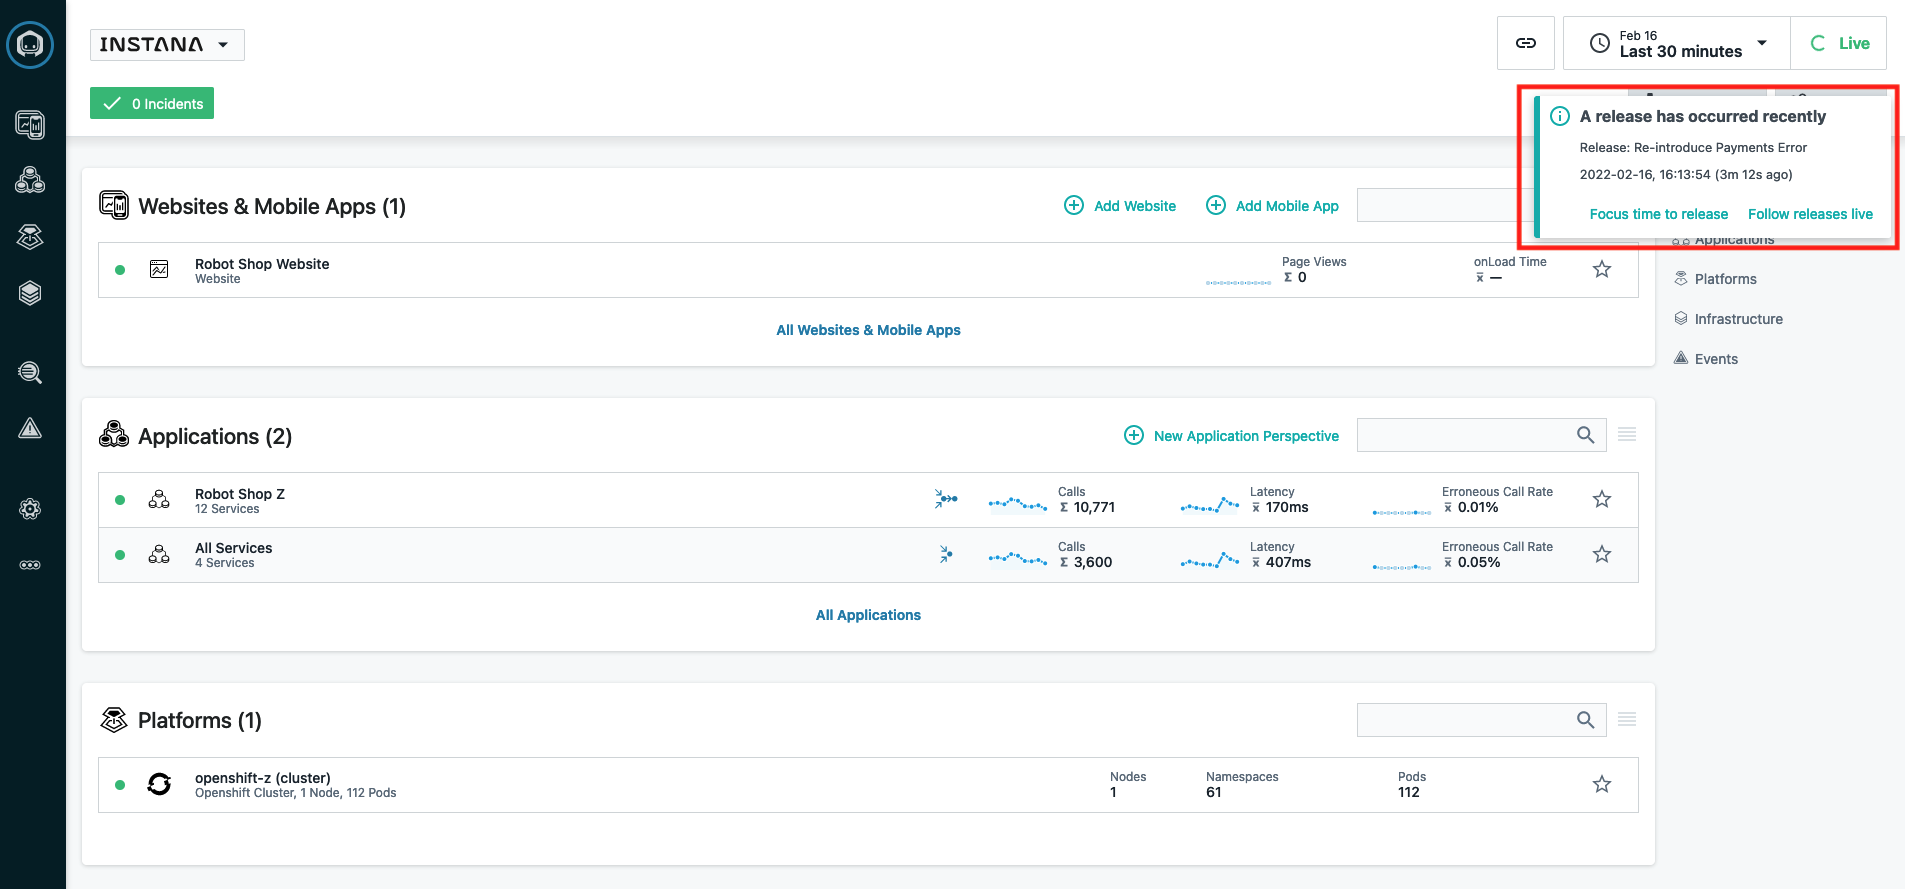 INSTANA
Feb 16
Last 30 minutes
Live
0 Incidents
A release has occurred recently
Release: Re-introduce Payments Error
2022-02-16, 16:13:54 (3m 12s ago)
Focus time to release Follow releases live
Applications
Platforms
Infrastructure
Events
Websites & Mobile Apps (1)
Add Website
Add Mobile App
Robot Shop Website
Website
Page Views
Σ 0
onLoad Time
x̄ —
All Websites & Mobile Apps
Applications (2)
New Application Perspective
Robot Shop Z
12 Services
Calls
Σ 10,771
Latency
x̄ 170ms
Erroneous Call Rate
x̄ 0.01%
All Services
4 Services
Calls
Σ 3,600
Latency
x̄ 407ms
Erroneous Call Rate
x̄ 0.05%
All Applications
Platforms (1)
openshift-z (cluster)
Openshift Cluster, 1 Node, 112 Pods
Nodes
1
Namespaces
61
Pods
112